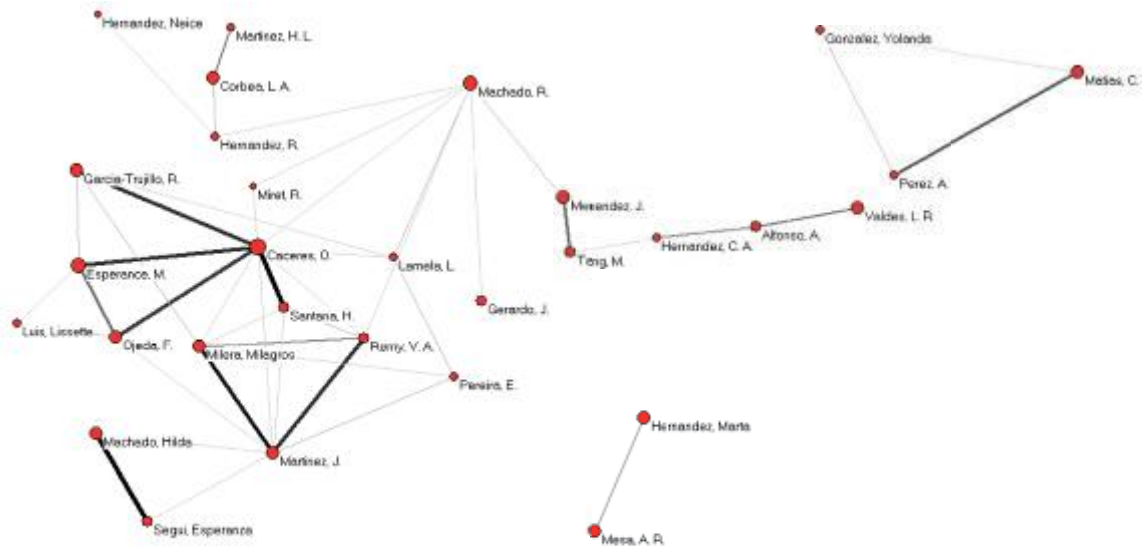 Hernandez, Neice
Martinez, H. L.
Gonzalez, Yolanda
Matias, C.
Corbea, L. A.
Machado, R.
Hernandez, R.
Garcia-Trujillo, R.
Miret, R.
Perez, A.
Menendez, J.
Valdes, L. R.
Alfonso, A.
Hernandez, C. A.
Tang, M.
Caceres, O.
Lamela, L.
Esperance, M.
Gerardo, J.
Santana, H.
Luis, Lissette
Ojeda, F.
Milera, Milagros
Remy, V. A.
Pereira, E.
Hernandez, Marta
Machado, Hilda
Martinez, J.
Segui, Esperanza
Mesa, A. R.